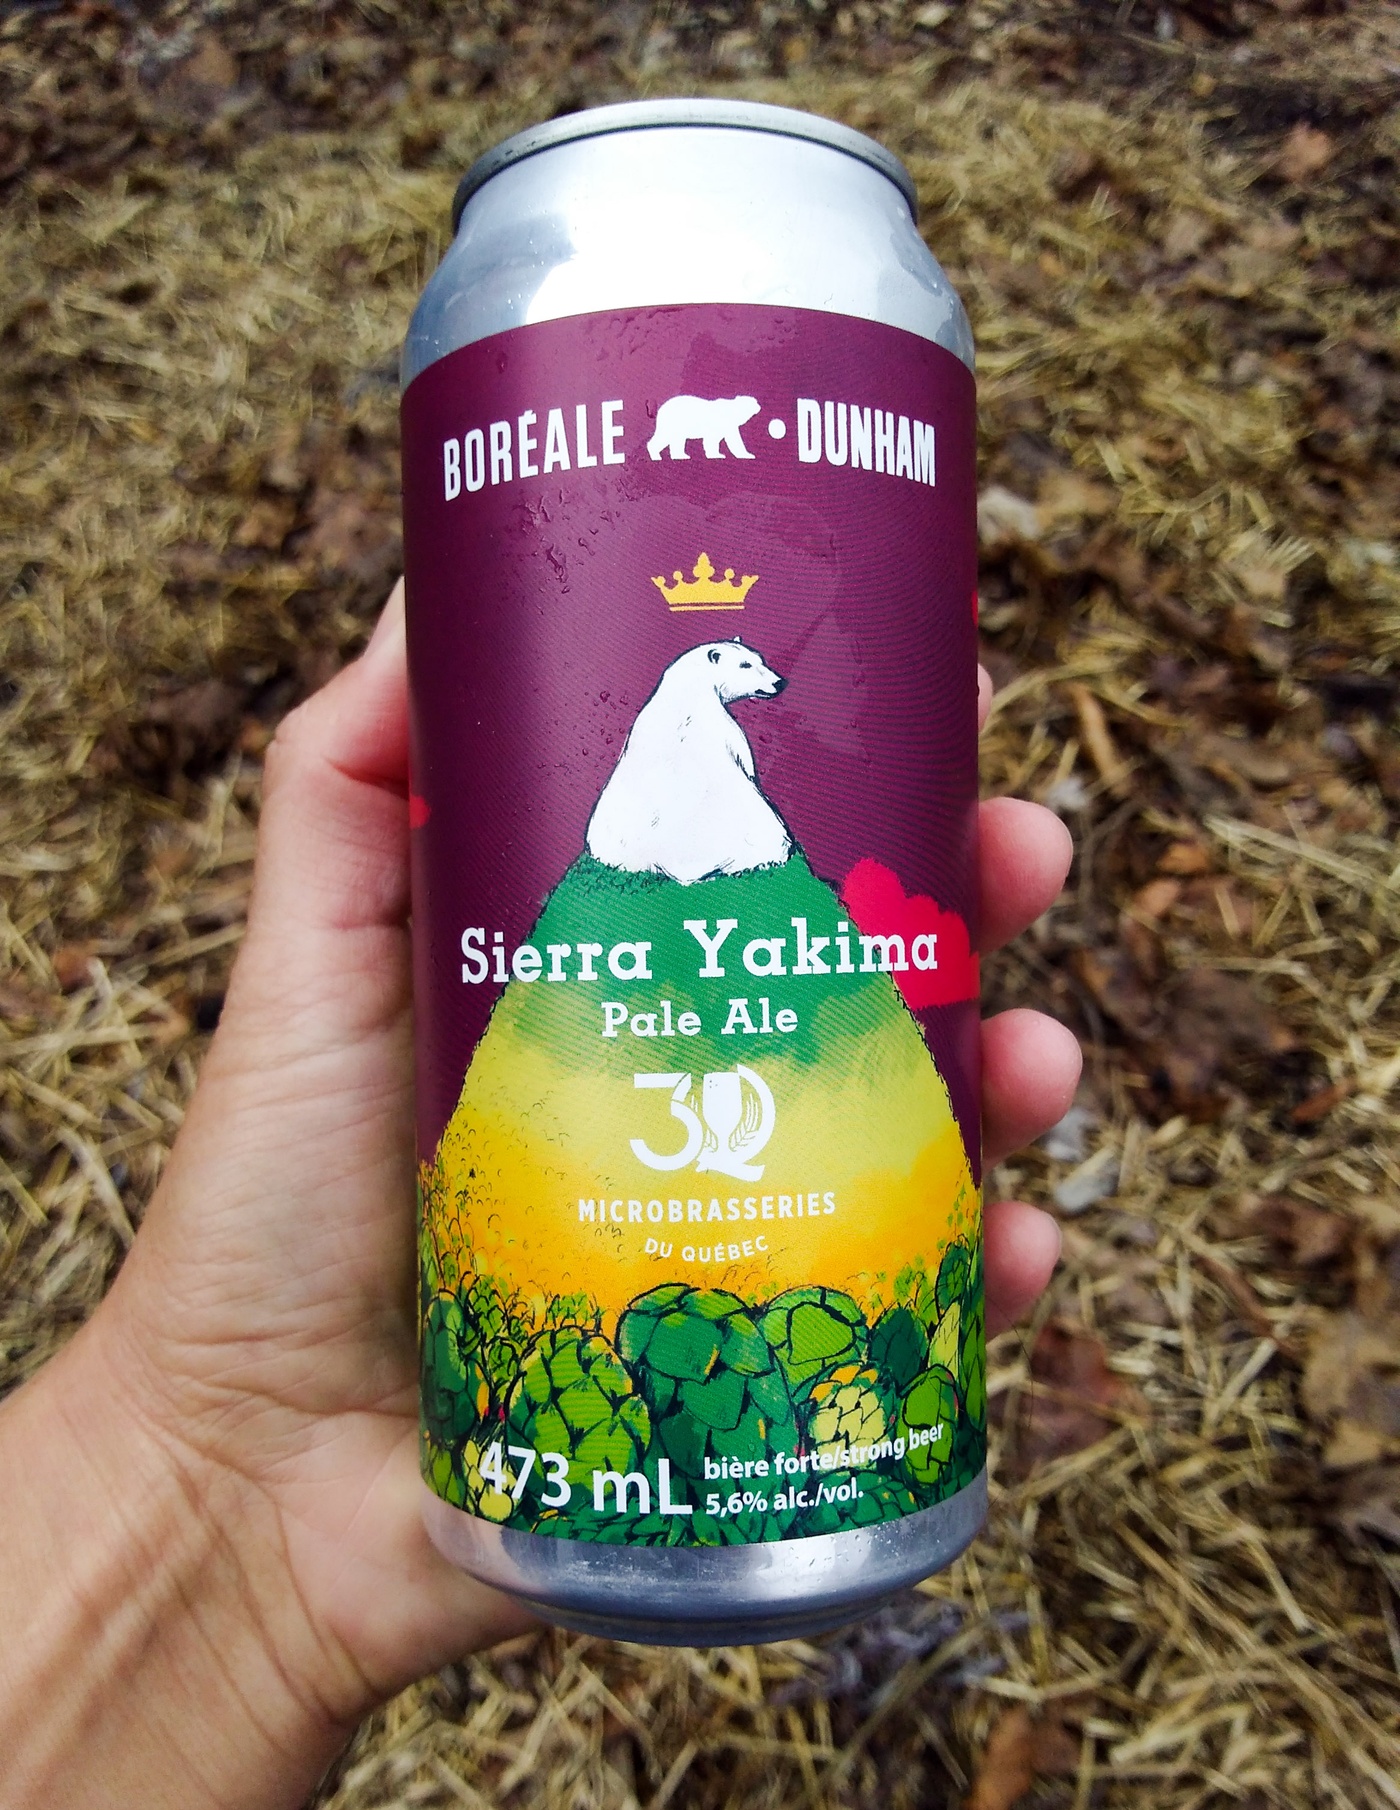 BORÉALE • DUNHAM
Sierra Yakima
Pale Ale
30
MICROBRASSERIES
DU QUÉBEC
473 mL
bière forte/strong beer
5,6% alc./vol.